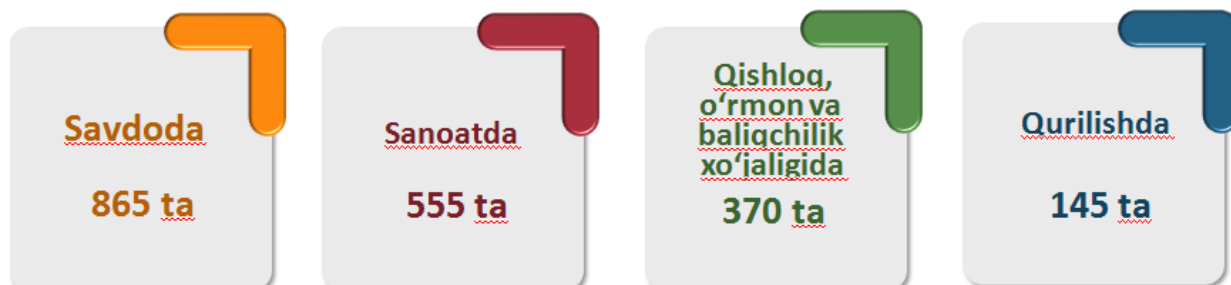 Savdoda
865 ta
Sanoatda
555 ta
Qishloq,
o‘rmon va
baliqchilik
xo‘jaligida
370 ta
Qurilishda
145 ta